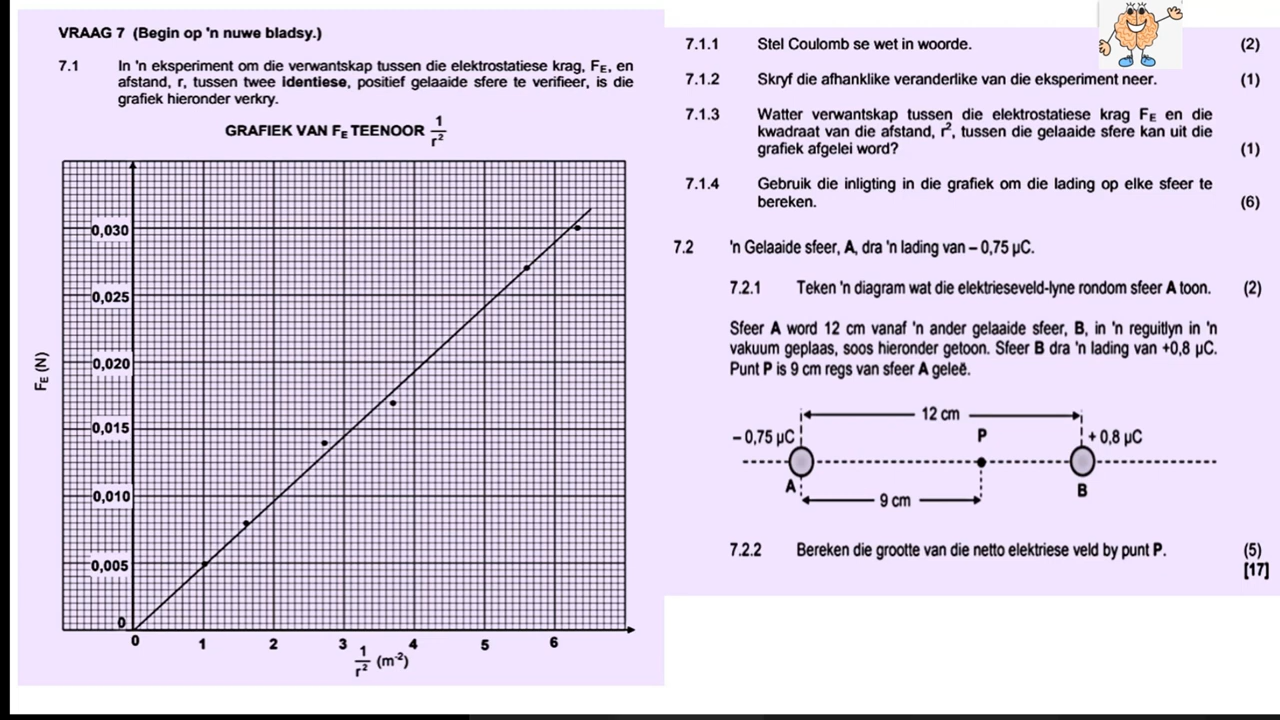 VRAAG 7 (Begin op 'n nuwe bladsy.)
7.1 In 'n eksperiment om die verwantskap tussen die elektrostatiese krag, FE, en
afstand, r, tussen twee identiese, positief gelaaide sfere te verifieer, is die
grafiek hieronder verkry.
GRAFIEK VAN FE TEENOOR 1/r²
0,030
0,025
0,020
0,015
0,010
0,005
0
FE (N)
0 1 2 3 4 5 6
1/r² (m⁻²)
7.1.1 Stel Coulomb se wet in woorde. (2)
7.1.2 Skryf die afhanklike veranderlike van die eksperiment neer. (1)
7.1.3 Watter verwantskap tussen die elektrostatiese krag FE en die
kwadraat van die afstand, r², tussen die gelaaide sfere kan uit die
grafiek afgelei word? (1)
7.1.4 Gebruik die inligting in die grafiek om die lading op elke sfeer te
bereken. (6)
7.2 'n Gelaaide sfeer, A, dra 'n lading van – 0,75 µC.
7.2.1 Teken 'n diagram wat die elektrieseveld-lyne rondom sfeer A toon. (2)
Sfeer A word 12 cm vanaf 'n ander gelaaide sfeer, B, in 'n reguitlyn in 'n
vakuum geplaas, soos hieronder getoon. Sfeer B dra 'n lading van +0,8 µC.
Punt P is 9 cm regs van sfeer A geleë.
12 cm
– 0,75 µC P + 0,8 µC
A B
9 cm
7.2.2 Bereken die grootte van die netto elektriese veld by punt P. (5)
[17]